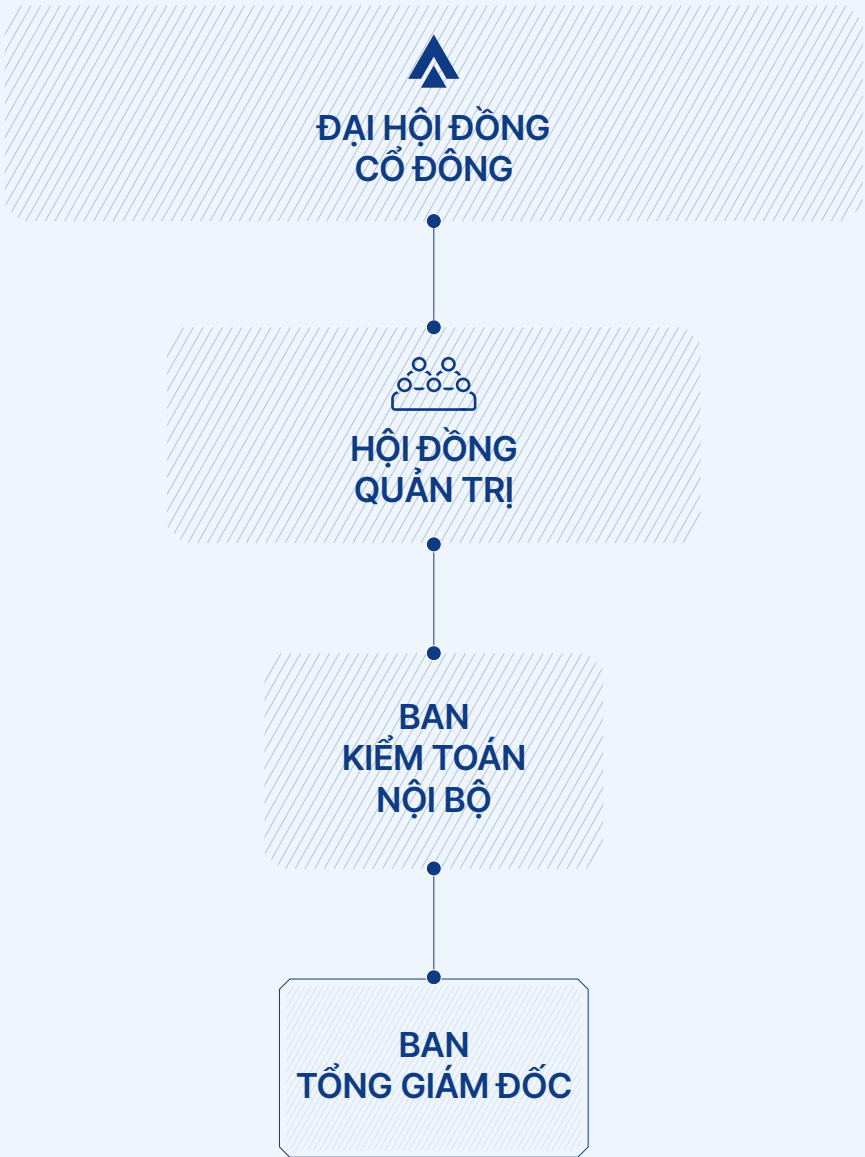 ĐẠI HỘI ĐỒNG
CỔ ĐÔNG
HỘI ĐỒNG
QUẢN TRỊ
BAN
KIỂM TOÁN
NỘI BỘ
BAN
TỔNG GIÁM ĐỐC